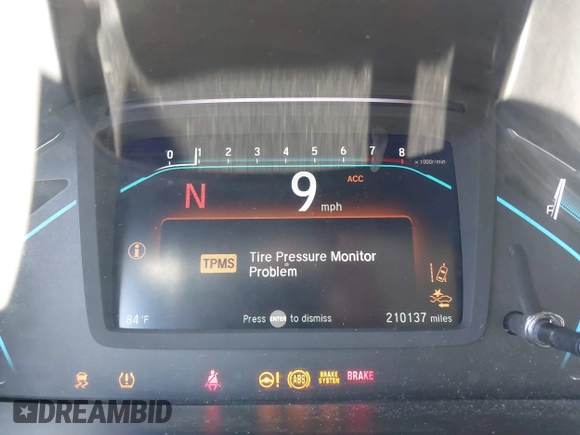 0 1 2 3 4 5 6 7 8 x1000r/min
N 9 mph ACC
F
TPMS Tire Pressure Monitor
Problem
84°F Press ENTER to dismiss 210137 miles
ABS BRAKE SYSTEM BRAKE
DREAMBID